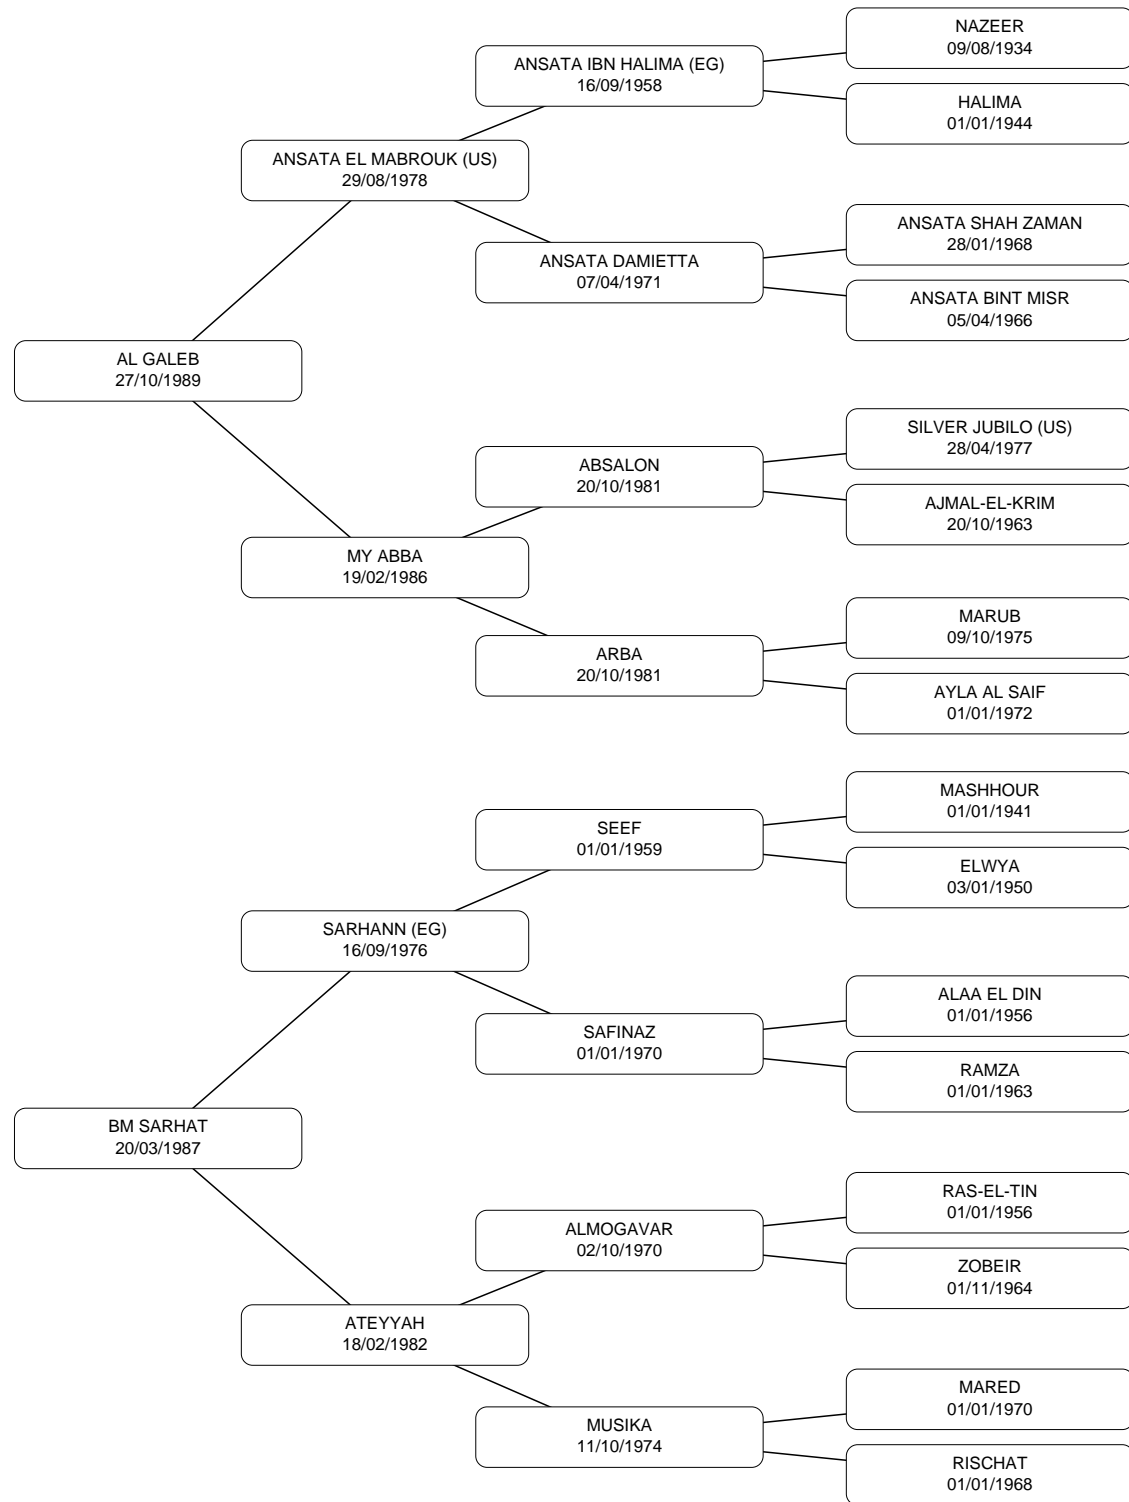 NAZEER
09/08/1934
ANSATA IBN HALIMA (EG)
16/09/1958
HALIMA
01/01/1944
ANSATA EL MABROUK (US)
29/08/1978
ANSATA SHAH ZAMAN
28/01/1968
ANSATA DAMIETTA
07/04/1971
ANSATA BINT MISR
05/04/1966
AL GALEB
27/10/1989
SILVER JUBILO (US)
28/04/1977
ABSALON
20/10/1981
AJMAL-EL-KRIM
20/10/1963
MY ABBA
19/02/1986
MARUB
09/10/1975
ARBA
20/10/1981
AYLA AL SAIF
01/01/1972
MASHHOUR
01/01/1941
SEEF
01/01/1959
ELWYA
03/01/1950
SARHANN (EG)
16/09/1976
ALAA EL DIN
01/01/1956
SAFINAZ
01/01/1970
RAMZA
01/01/1963
BM SARHAT
20/03/1987
RAS-EL-TIN
01/01/1956
ALMOGAVAR
02/10/1970
ZOBEIR
01/11/1964
ATEYYAH
18/02/1982
MARED
01/01/1970
MUSIKA
11/10/1974
RISCHAT
01/01/1968